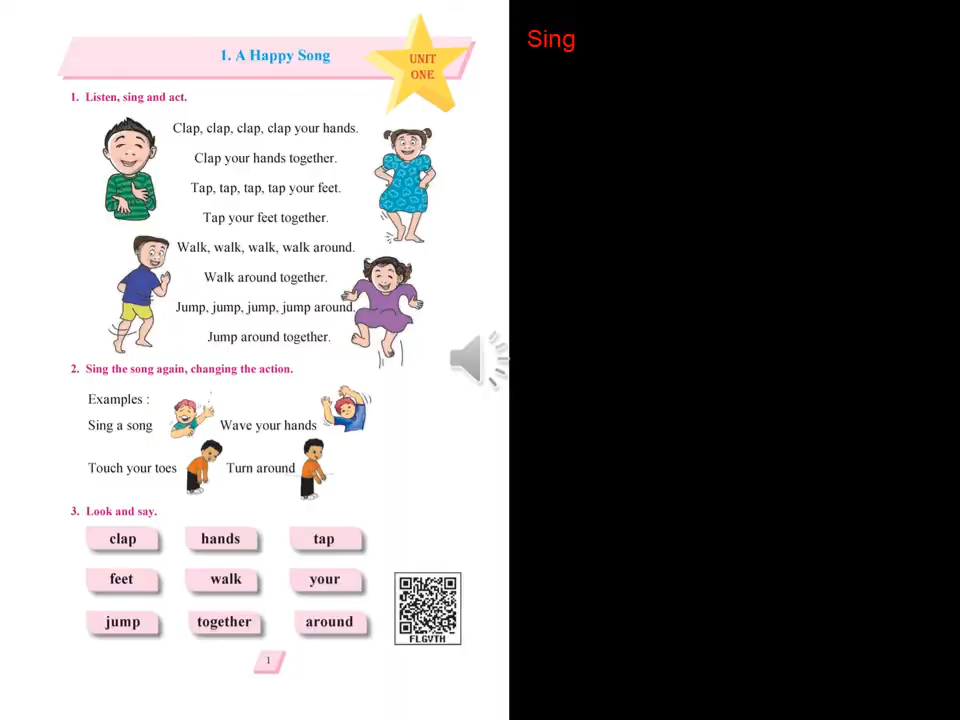 1. A Happy Song
UNIT
ONE
1. Listen, sing and act.
Clap, clap, clap, clap your hands.
Clap your hands together.
Tap, tap, tap, tap your feet.
Tap your feet together.
Walk, walk, walk, walk around.
Walk around together.
Jump, jump, jump, jump around.
Jump around together.
2. Sing the song again, changing the action.
Examples :
Sing a song Wave your hands
Touch your toes Turn around
3. Look and say.
clap hands tap
feet walk your
jump together around
FLGVTH
1
Sing